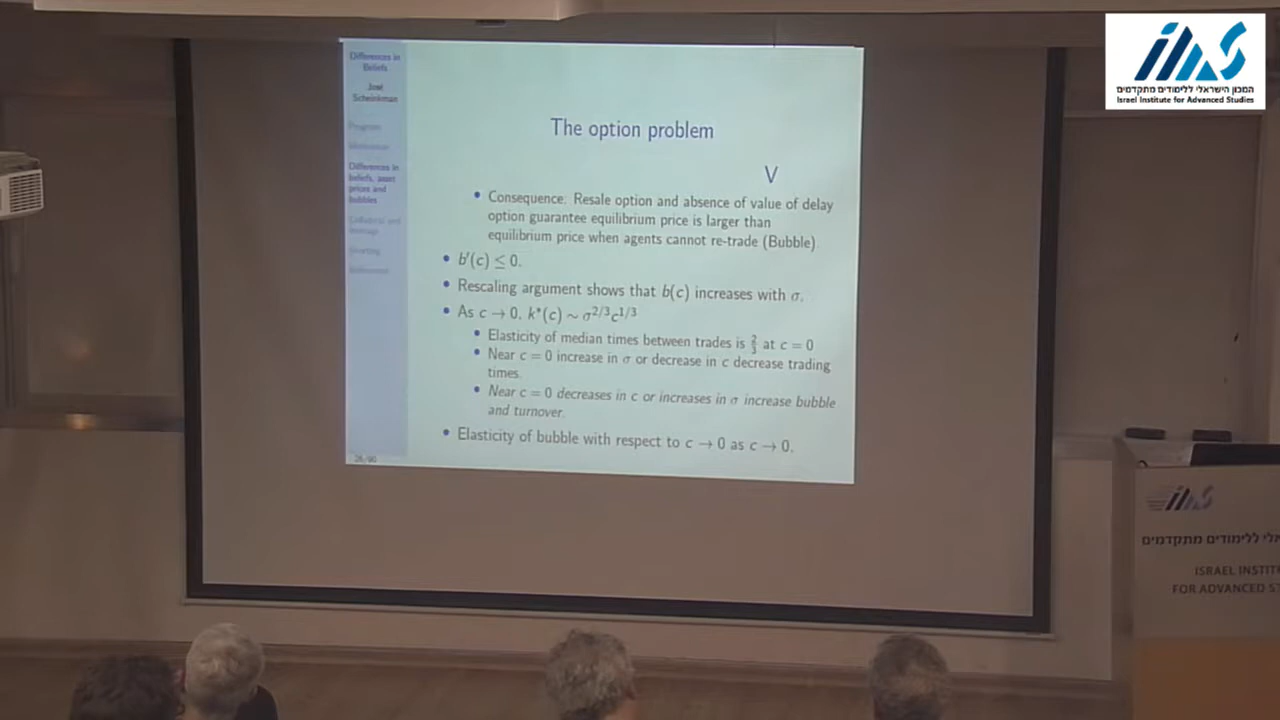 המכון הישראלי ללימודים מתקדמים
Israel Institute for Advanced Studies
Differences in
Beliefs
José
Scheinkman
Differences in
beliefs, asset
prices and
bubbles
The option problem
V
• Consequence: Resale option and absence of value of delay
option guarantee equilibrium price is larger than
equilibrium price when agents cannot re-trade (Bubble)
• b′(c) ≤ 0.
• Rescaling argument shows that b(c) increases with σ.
• As c → 0, k*(c) ∼ σ^{2/3}c^{1/3}
• Elasticity of median times between trades is 2/3 at c = 0
• Near c = 0 increase in σ or decrease in c decrease trading
times.
• Near c = 0 decreases in c or increases in σ increase bubble
and turnover.
• Elasticity of bubble with respect to c → 0 as c → 0.
ללימודים מתקדמים
ISRAEL
FOR ADVANCED